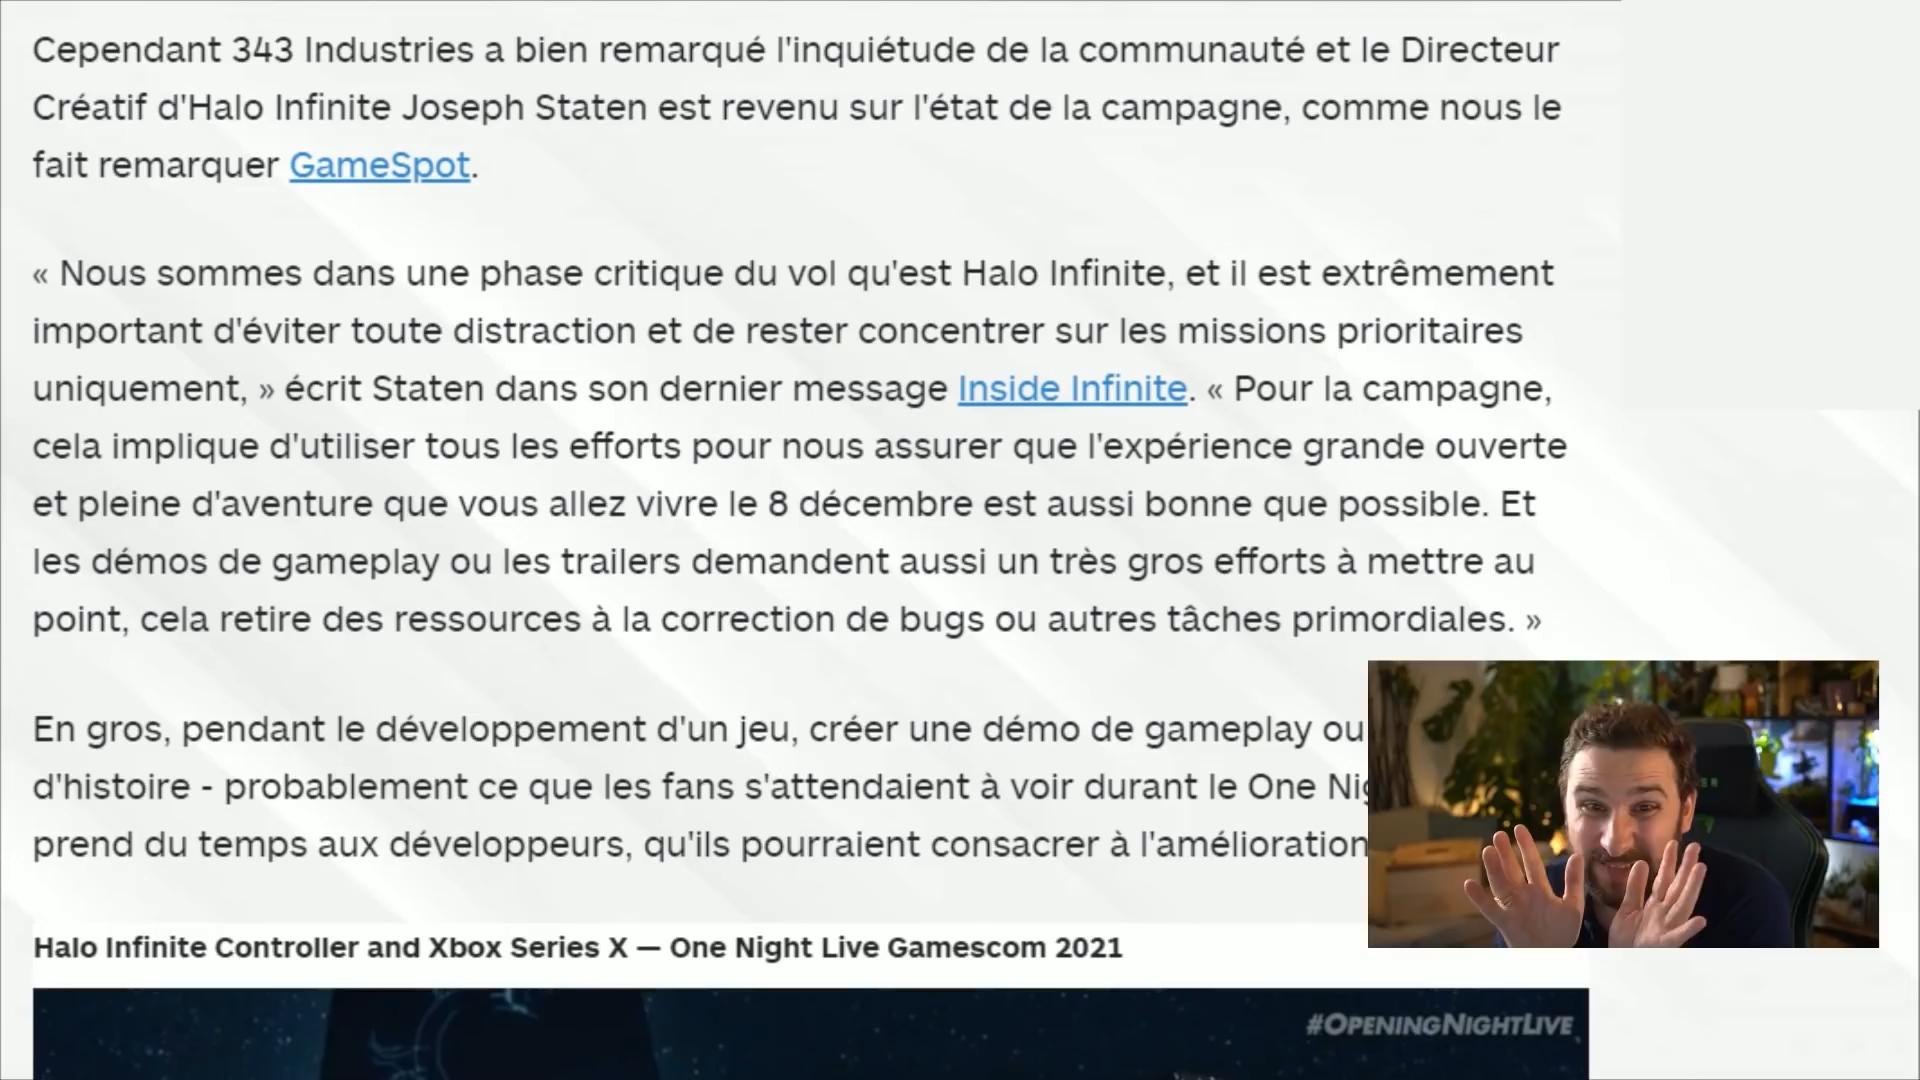 Cependant 343 Industries a bien remarqué l'inquiétude de la communauté et le Directeur
Créatif d'Halo Infinite Joseph Staten est revenu sur l'état de la campagne, comme nous le
fait remarquer GameSpot.
« Nous sommes dans une phase critique du vol qu'est Halo Infinite, et il est extrêmement
important d'éviter toute distraction et de rester concentrer sur les missions prioritaires
uniquement, » écrit Staten dans son dernier message Inside Infinite. « Pour la campagne,
cela implique d'utiliser tous les efforts pour nous assurer que l'expérience grande ouverte
et pleine d'aventure que vous allez vivre le 8 décembre est aussi bonne que possible. Et
les démos de gameplay ou les trailers demandent aussi un très gros efforts à mettre au
point, cela retire des ressources à la correction de bugs ou autres tâches primordiales. »
En gros, pendant le développement d'un jeu, créer une démo de gameplay ou
d'histoire - probablement ce que les fans s'attendaient à voir durant le One
prend du temps aux développeurs, qu'ils pourraient consacrer à l'amélioration
Halo Infinite Controller and Xbox Series X — One Night Live Gamescom 2021
#OPENINGNIGHTLIVE